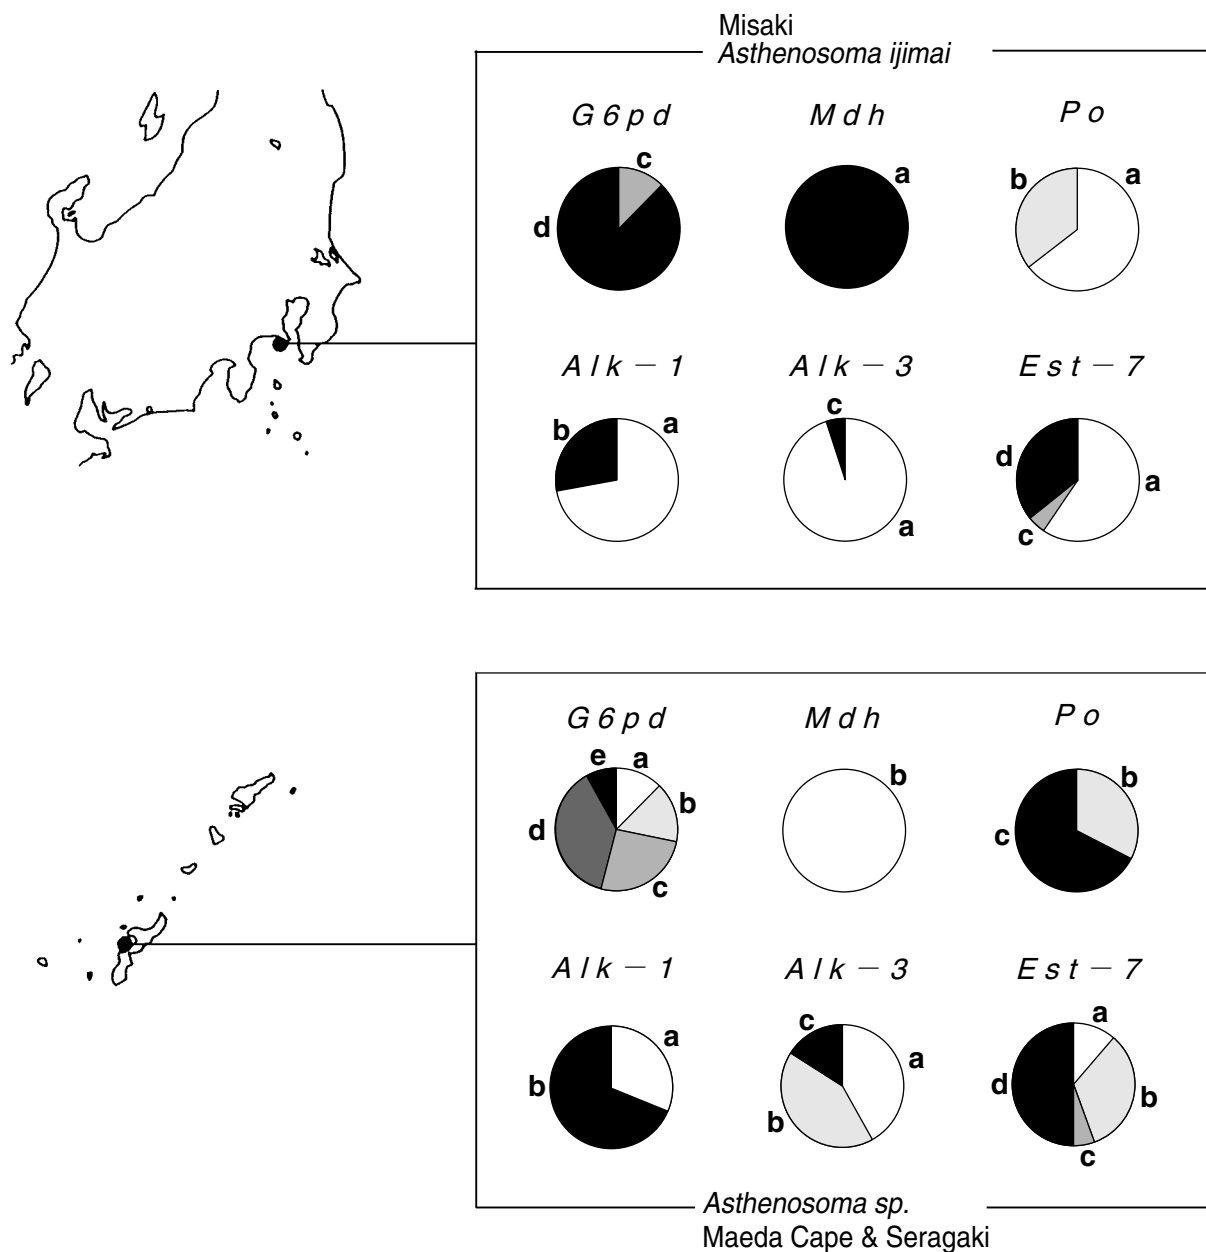 Misaki
Asthenosoma ijimai
G6pd Mdh Po
c
d
a
b
a
Alk-1 Alk-3 Est-7
b
a
c
a
d
c
a
G6pd Mdh Po
e
a
b
c
d
b
b
c
Alk-1 Alk-3 Est-7
a
b
c
a
b
a
d
b
c
Asthenosoma sp.
Maeda Cape & Seragaki